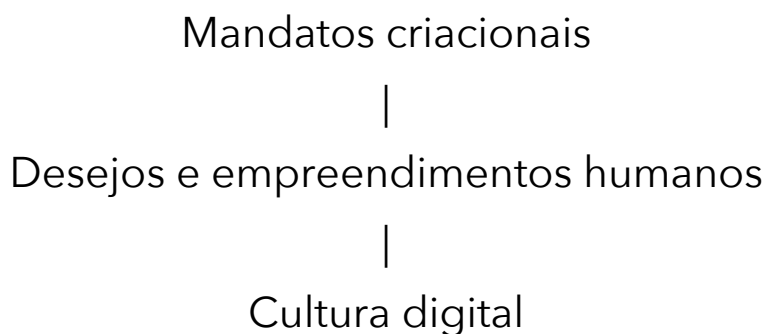 Mandatos criacionais
|
Desejos e empreendimentos humanos
|
Cultura digital